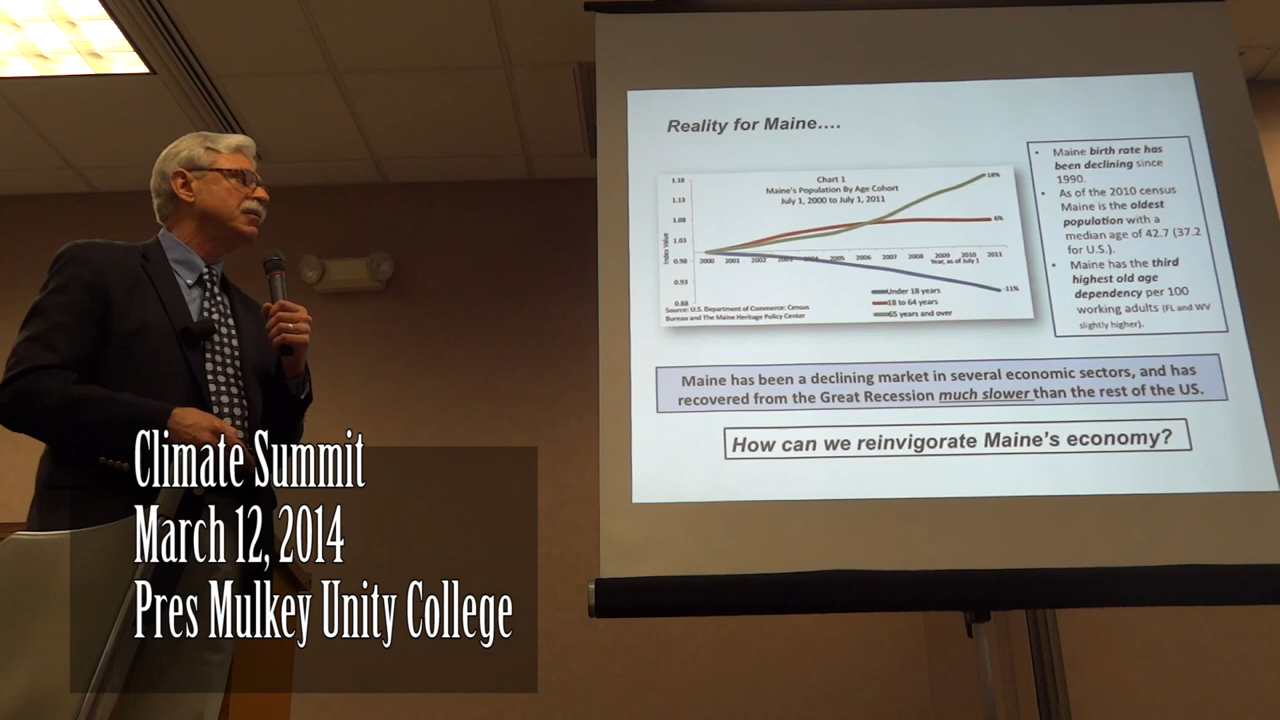 Reality for Maine....
Chart 1
Maine's Population By Age Cohort
July 1, 2000 to July 1, 2011
1.18
1.13
1.08
1.03
0.98
0.93
0.88
Index Value
18%
6%
-11%
2000 2001 2002 2003 2004 2005 2006 2007 2008 2009 2010 2011
Year, as of July 1
Under 18 years
18 to 64 years
65 years and over
Source: U.S. Department of Commerce: Census
Bureau and The Maine Heritage Policy Center
• Maine birth rate has
been declining since
1990.
• As of the 2010 census
Maine is the oldest
population with a
median age of 42.7 (37.2
for U.S.).
• Maine has the third
highest old age
dependency per 100
working adults (FL and WV
slightly higher).
Maine has been a declining market in several economic sectors, and has
recovered from the Great Recession much slower than the rest of the US.
How can we reinvigorate Maine's economy?
Climate Summit
March 12, 2014
Pres Mulkey Unity College